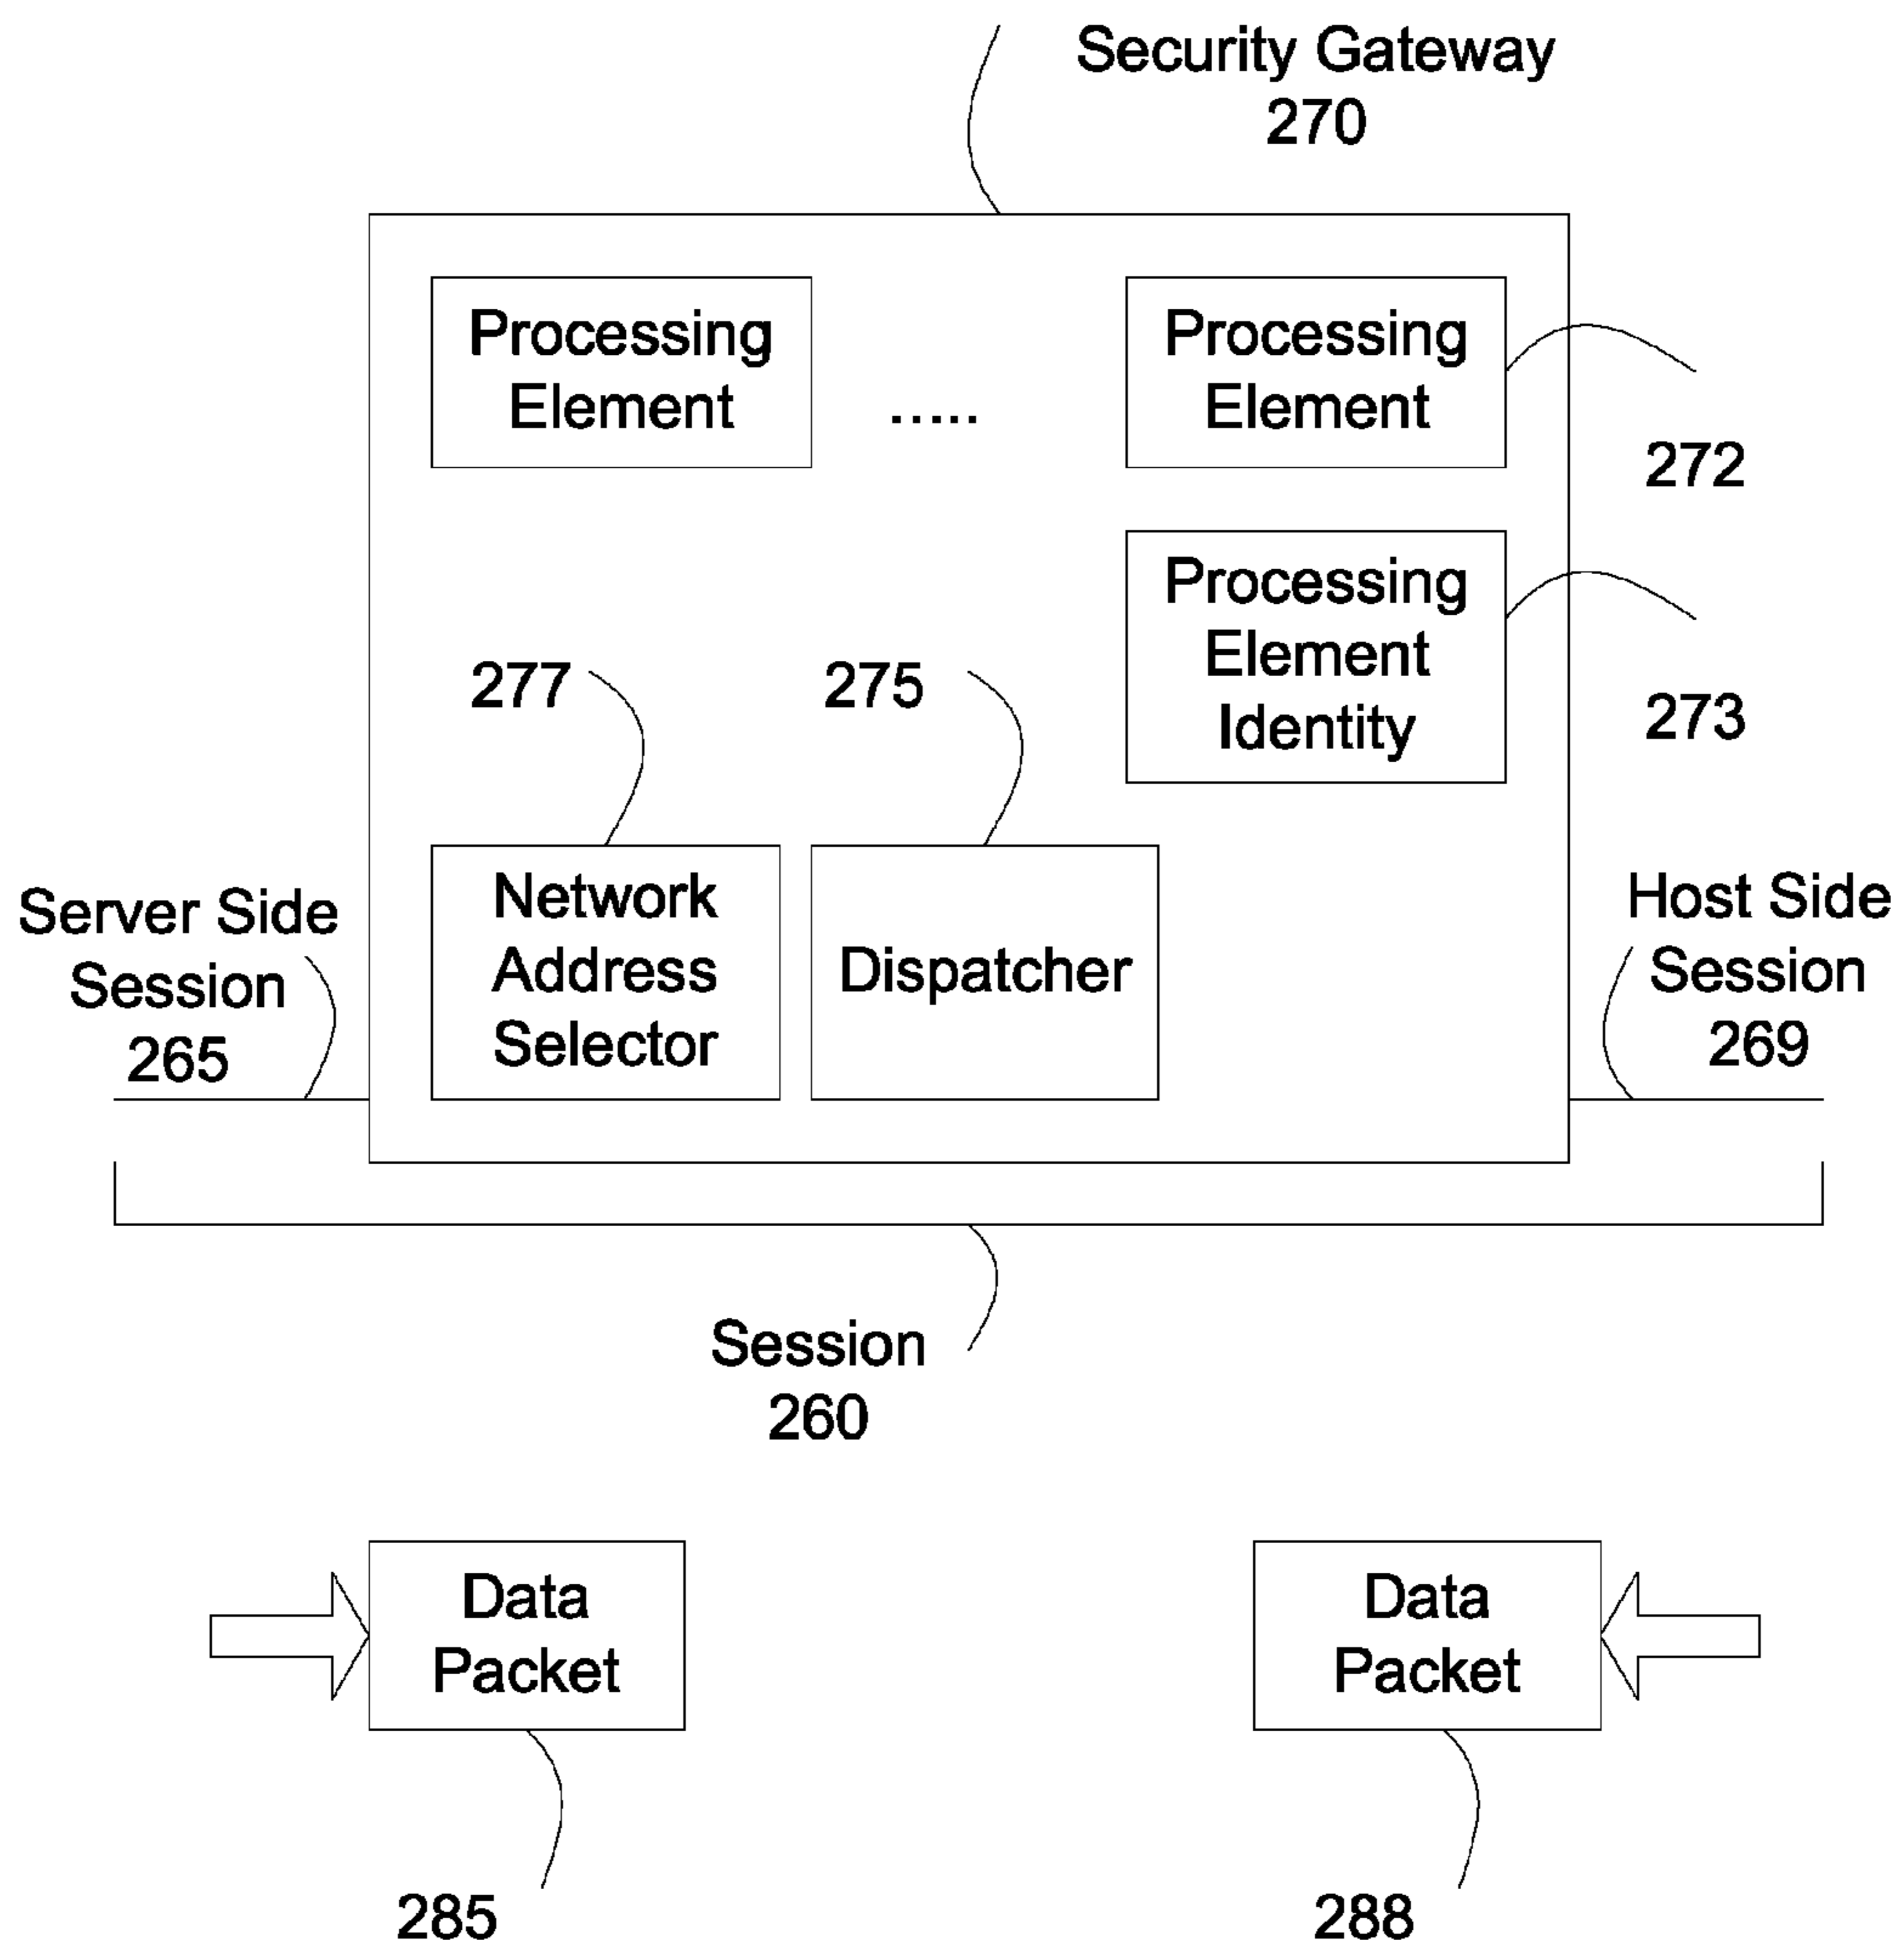 Security Gateway
270
Processing
Element
.....
Processing
Element
272
Processing
Element
Identity
273
277
275
Network
Address
Selector
Dispatcher
Server Side
Session
265
Host Side
Session
269
Session
260
Data
Packet
285
Data
Packet
288